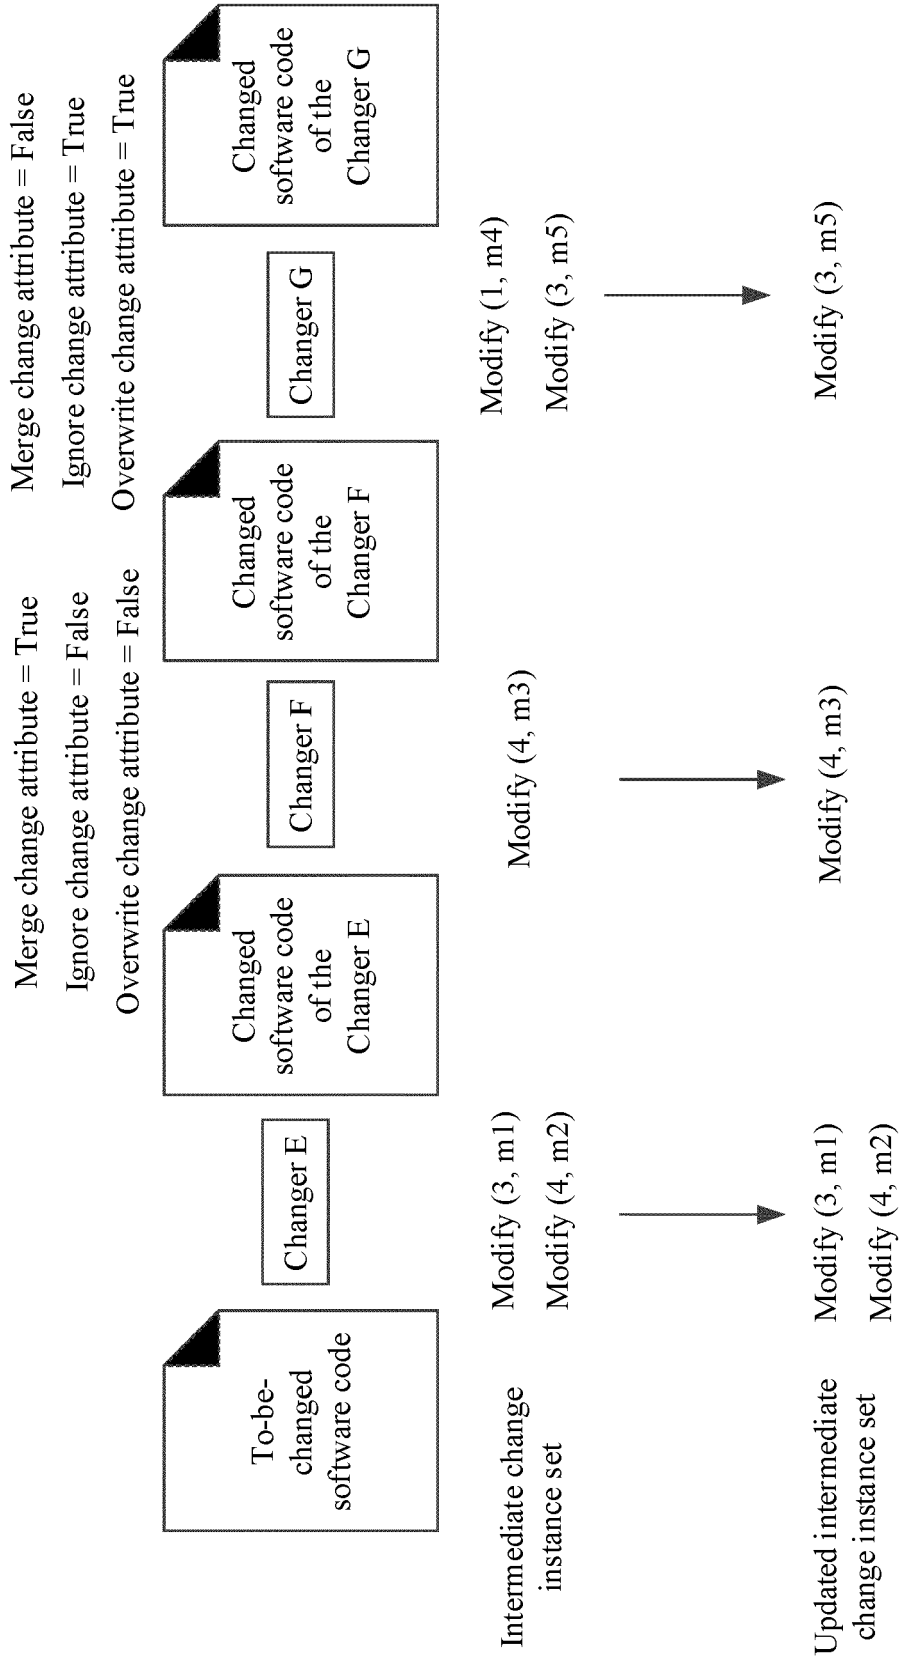 Merge change attribute = True
Ignore change attribute = False
Overwrite change attribute = False
Merge change attribute = False
Ignore change attribute = True
Overwrite change attribute = True
To-be-
changed
software code
Changer E
Changed
software code
of the
Changer E
Changer F
Changed
software code
of the
Changer F
Changer G
Changed
software code
of the
Changer G
Intermediate change
instance set
Modify (3, m1)
Modify (4, m2)
Modify (4, m3)
Modify (1, m4)
Modify (3, m5)
Updated intermediate
change instance set
Modify (3, m1)
Modify (4, m2)
Modify (4, m3)
Modify (3, m5)